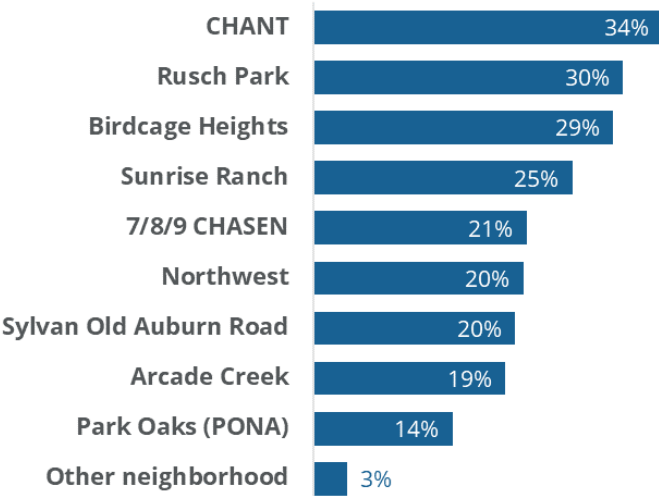 CHANT 34%
Rusch Park 30%
Birdcage Heights 29%
Sunrise Ranch 25%
7/8/9 CHASEN 21%
Northwest 20%
Sylvan Old Auburn Road 20%
Arcade Creek 19%
Park Oaks (PONA) 14%
Other neighborhood 3%